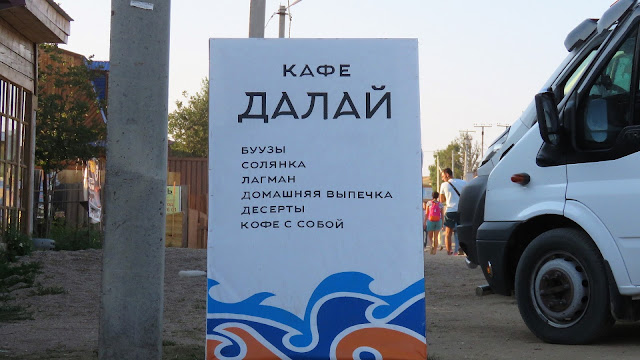 КАФЕ
ДАЛАЙ
БУУЗЫ
СОЛЯНКА
ЛАГМАН
ДОМАШНЯЯ ВЫПЕЧКА
ДЕСЕРТЫ
КОФЕ С СОБОЙ